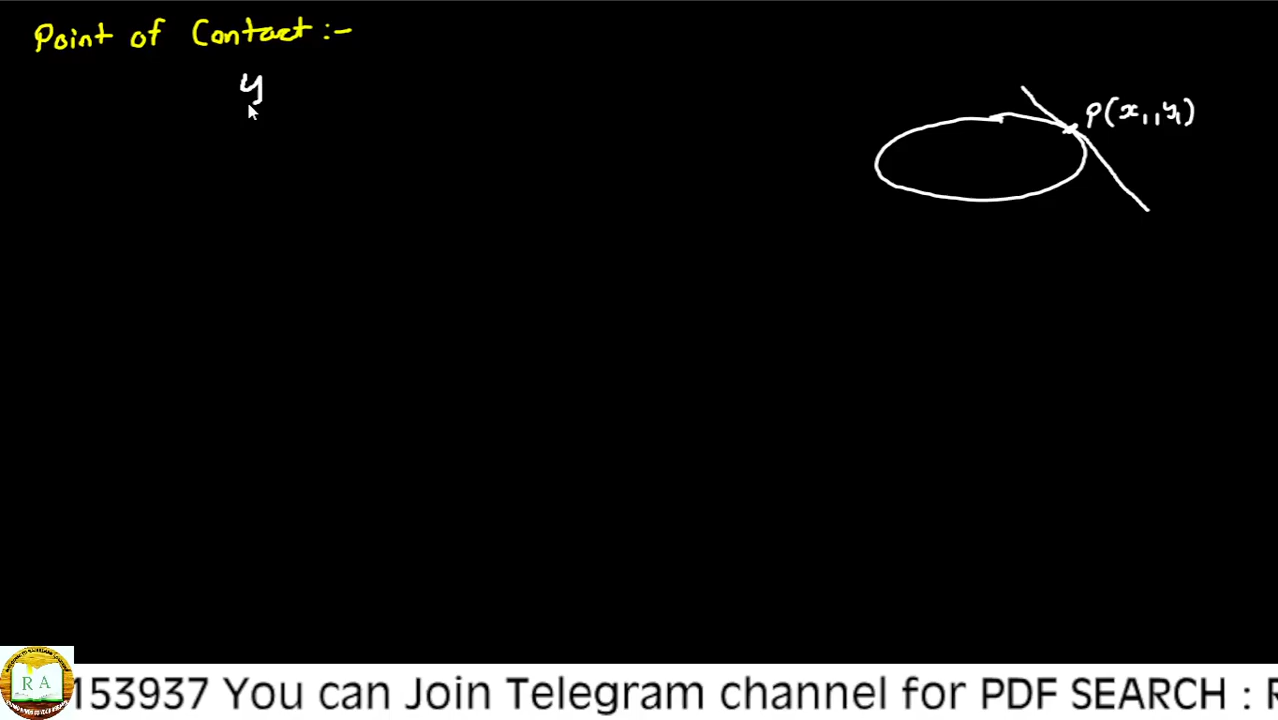 Point of Contact :-
y
P(x₁, y₁)
R A
153937 You can Join Telegram channel for PDF SEARCH : R